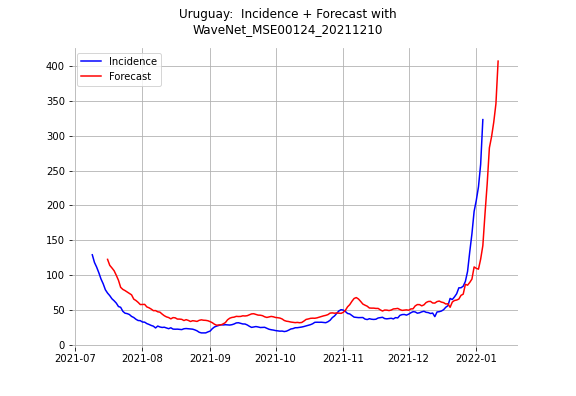 Uruguay:  Incidence + Forecast with
WaveNet_MSE00124_20211210
Incidence
Forecast
400
350
300
250
200
150
100
50
0
2021-07 2021-08 2021-09 2021-10 2021-11 2021-12 2022-01